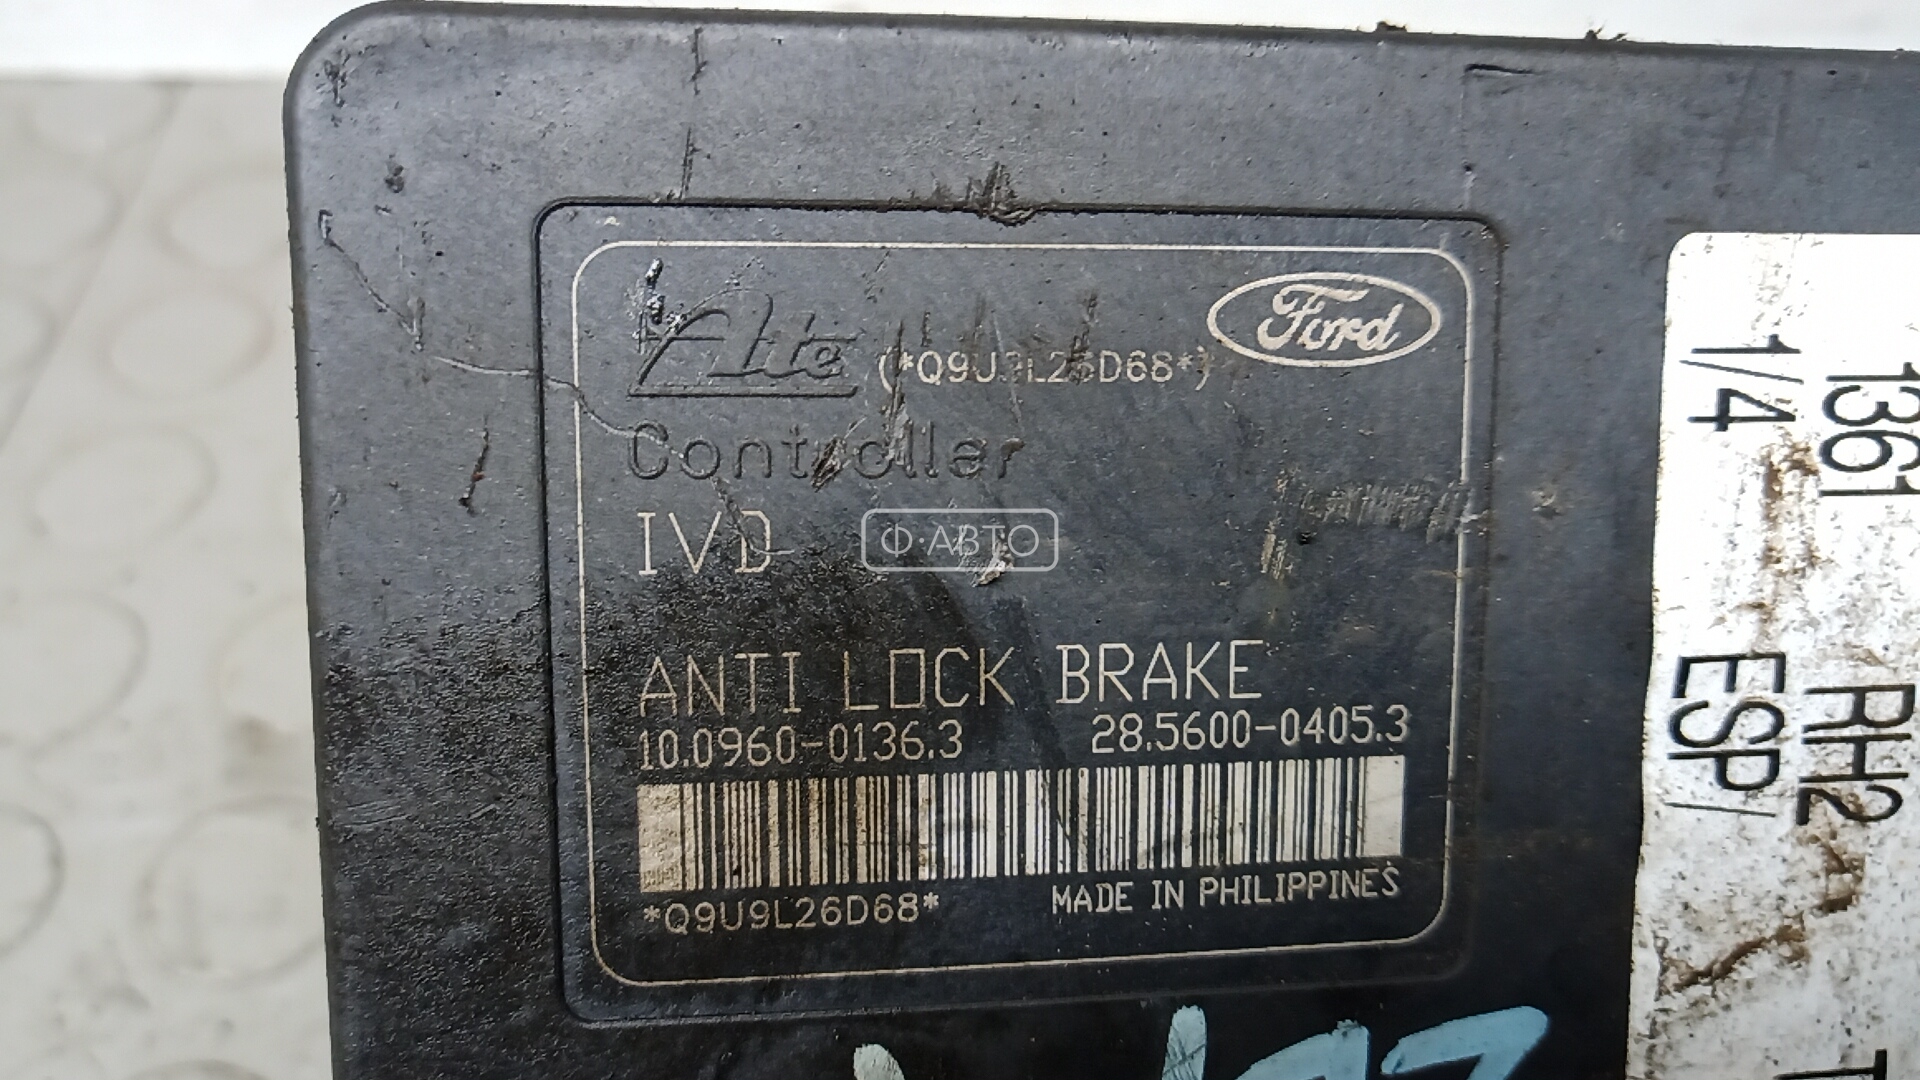 Ate (*Q9U9L26D68*) Ford
Controller
IVD
Ф·АВТО
ANTI LOCK BRAKE
10.0960-0136.3 28.5600-0405.3
*Q9U9L26D68* MADE IN PHILIPPINES
1361 RH2
1/4 ESP/